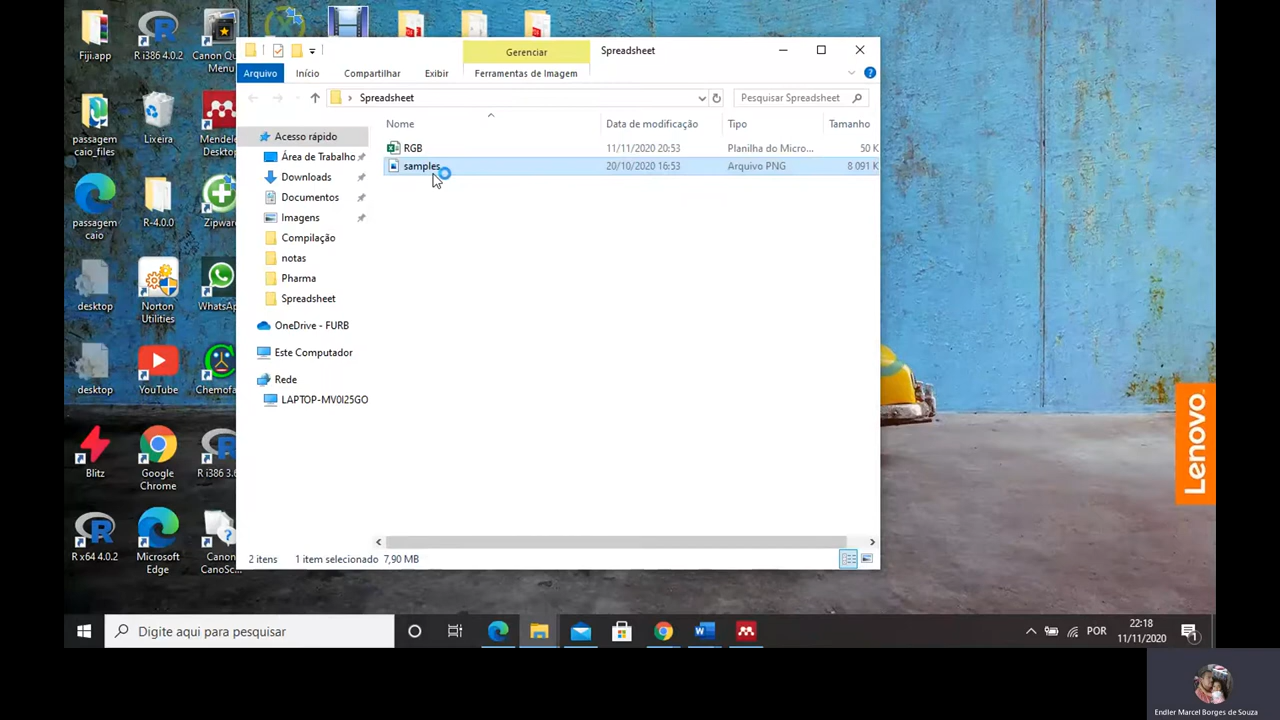 Fiji.app
R i386 4.0.2
Canon Qu
Menu
Gerenciar
Spreadsheet
Arquivo
Início
Compartilhar
Exibir
Ferramentas de Imagem
Spreadsheet
Pesquisar Spreadsheet
Nome
Data de modificação
Tipo
Tamanho
RGB
11/11/2020 20:53
Planilha do Micro...
50 K
samples
20/10/2020 16:53
Arquivo PNG
8 091 K
Acesso rápido
Área de Trabalho
Downloads
Documentos
Imagens
Compilação
notas
Pharma
Spreadsheet
OneDrive - FURB
Este Computador
Rede
LAPTOP-MV0I25GO
2 itens
1 item selecionado
7,90 MB
passagem
caio_files
Lixeira
Mendele
Desktop
passagem
caio
R-4.0.0
Zipware
desktop
Norton
Utilities
WhatsAp
desktop
YouTube
Chemofa
Blitz
Google
Chrome
R i386 3.6
R x64 4.0.2
Microsoft
Edge
Canon
CanoSc...
Lenovo
Digite aqui para pesquisar
POR
22:18
11/11/2020
1
Endler Marcel Borges de Souza